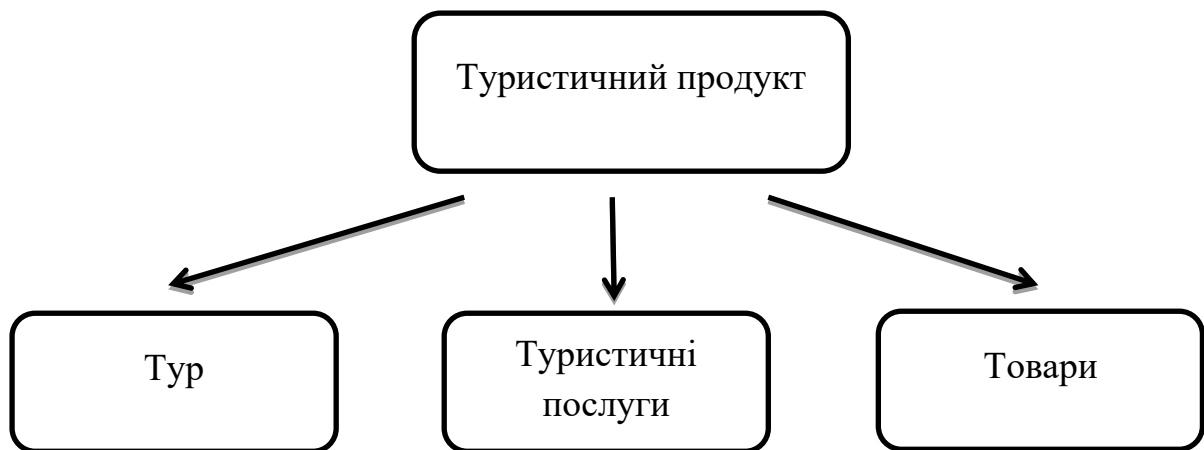 Туристичний продукт
Тур
Туристичні
послуги
Товари